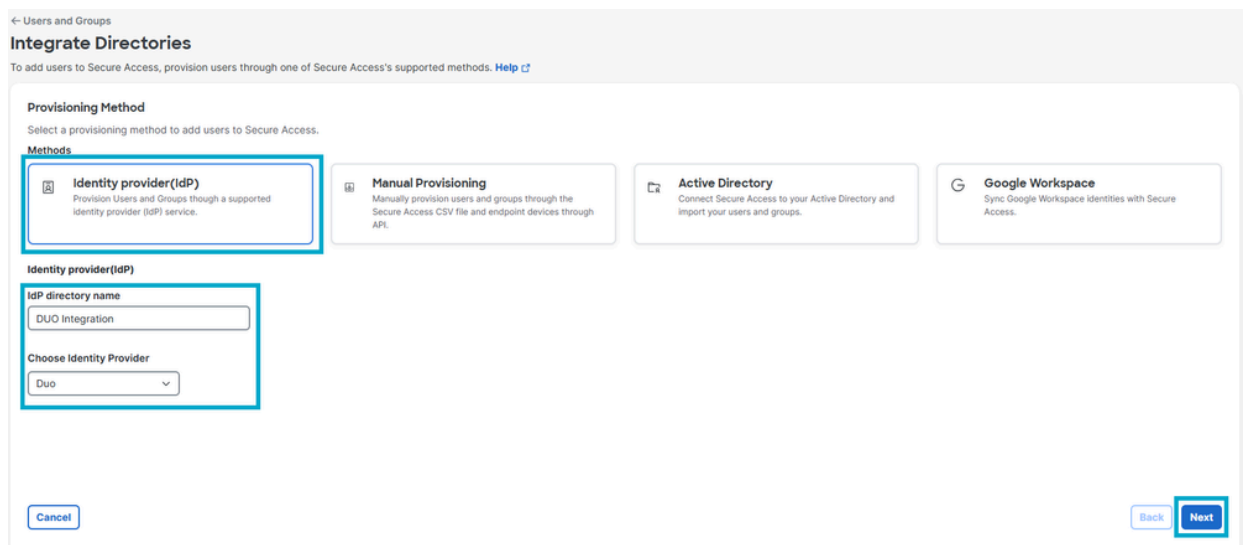 ← Users and Groups
Integrate Directories
To add users to Secure Access, provision users through one of Secure Access's supported methods. Help
Provisioning Method
Select a provisioning method to add users to Secure Access.
Methods
Identity provider(IdP)
Provision Users and Groups though a supported
identity provider (IdP) service.
Manual Provisioning
Manually provision users and groups through the
Secure Access CSV file and endpoint devices through
API.
Active Directory
Connect Secure Access to your Active Directory and
import your users and groups.
Google Workspace
Sync Google Workspace identities with Secure
Access.
Identity provider(IdP)
IdP directory name
DUO Integration
Choose Identity Provider
Duo
Cancel
Back
Next